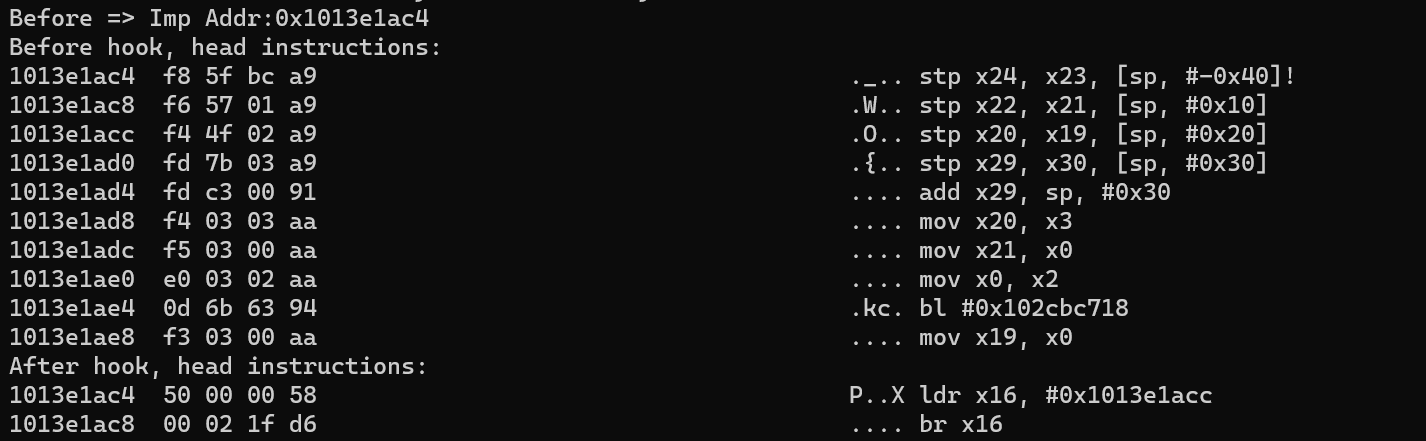 Before => Imp Addr:0x1013e1ac4
Before hook, head instructions:
1013e1ac4  f8 5f bc a9                                      ._.. stp x24, x23, [sp, #-0x40]!
1013e1ac8  f6 57 01 a9                                      .W.. stp x22, x21, [sp, #0x10]
1013e1acc  f4 4f 02 a9                                      .O.. stp x20, x19, [sp, #0x20]
1013e1ad0  fd 7b 03 a9                                      .{.. stp x29, x30, [sp, #0x30]
1013e1ad4  fd c3 00 91                                      .... add x29, sp, #0x30
1013e1ad8  f4 03 03 aa                                      .... mov x20, x3
1013e1adc  f5 03 00 aa                                      .... mov x21, x0
1013e1ae0  e0 03 02 aa                                      .... mov x0, x2
1013e1ae4  0d 6b 63 94                                      .kc. bl #0x102cbc718
1013e1ae8  f3 03 00 aa                                      .... mov x19, x0
After hook, head instructions:
1013e1ac4  50 00 00 58                                      P..X ldr x16, #0x1013e1acc
1013e1ac8  00 02 1f d6                                      .... br x16